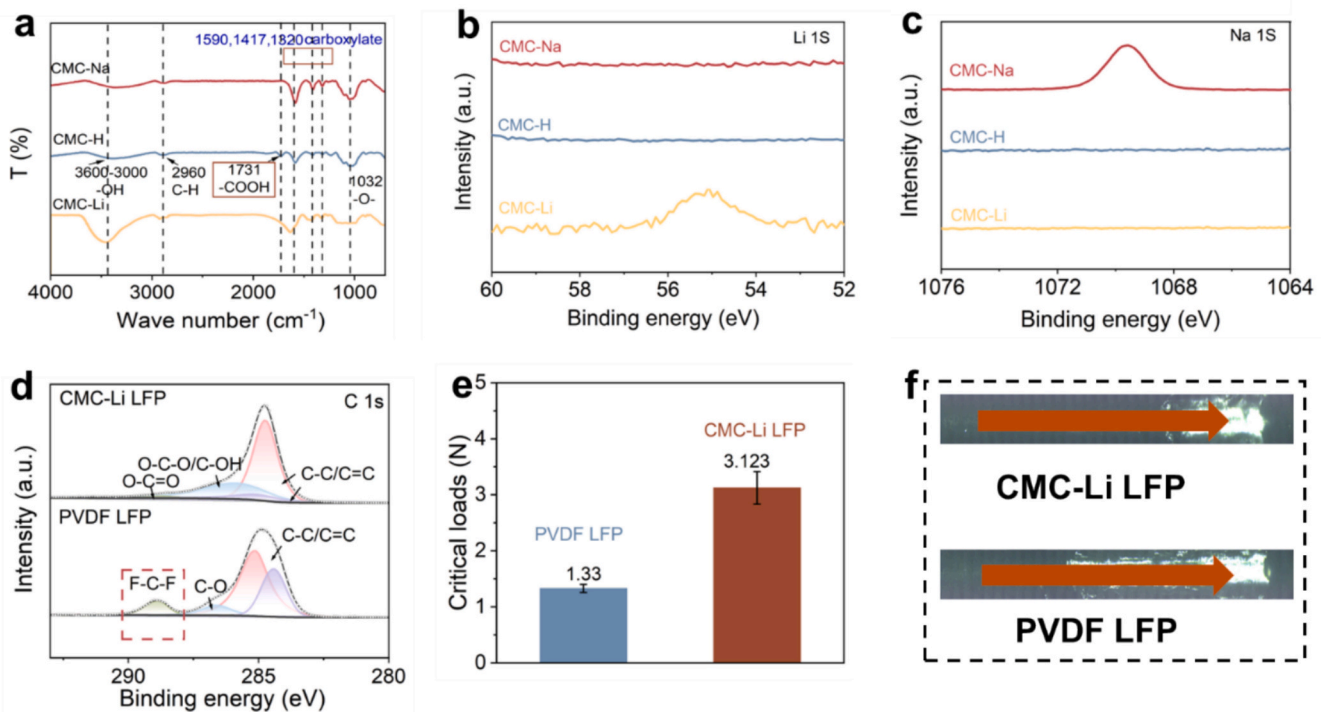 a
1590,1417,1320carboxylate
CMC-Na
CMC-H
3600-3000
-OH
2960
C-H
1731
-COOH
1032
-O-
CMC-Li
T (%)
4000 3000 2000 1000
Wave number (cm⁻¹)
b
Li 1S
CMC-Na
CMC-H
CMC-Li
Intensity (a.u.)
60 58 56 54 52
Binding energy (eV)
c
Na 1S
CMC-Na
CMC-H
CMC-Li
Intensity (a.u.)
1076 1072 1068 1064
Binding energy (eV)
d
CMC-Li LFP
C 1s
O-C-O/C-OH
O-C=O
C-C/C=C
PVDF LFP
C-C/C=C
F-C-F
C-O
Intensity (a.u.)
290 285 280
Binding energy (eV)
e
5
4
3
2
1
0
Critical loads (N)
CMC-Li LFP
3.123
PVDF LFP
1.33
f
CMC-Li LFP
PVDF LFP